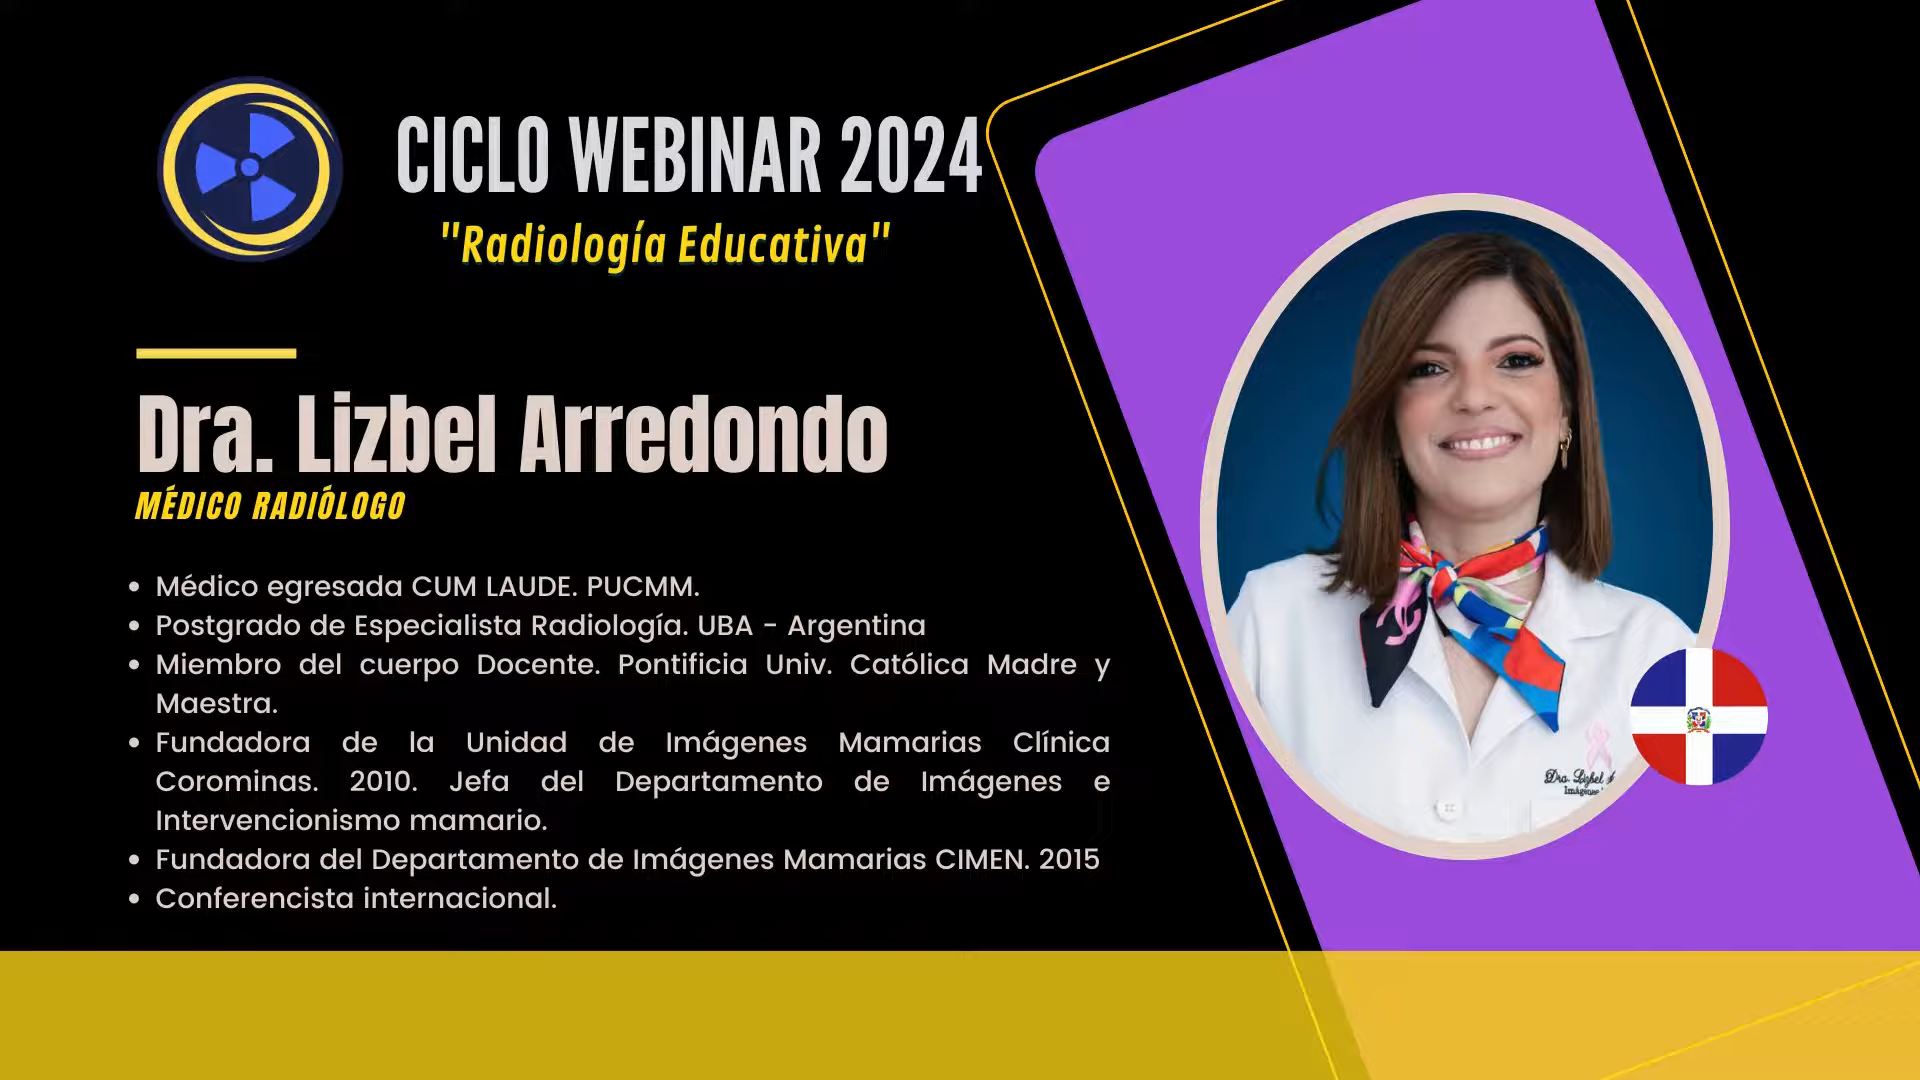 CICLO WEBINAR 2024
"Radiología Educativa"
Dra. Lizbel Arredondo
MÉDICO RADIÓLOGO
• Médico egresada CUM LAUDE. PUCMM.
• Postgrado de Especialista Radiología. UBA - Argentina
• Miembro del cuerpo Docente. Pontificia Univ. Católica Madre y
Maestra.
• Fundadora de la Unidad de Imágenes Mamarias Clínica
Corominas. 2010. Jefa del Departamento de Imágenes e
Intervencionismo mamario.
• Fundadora del Departamento de Imágenes Mamarias CIMEN. 2015
• Conferencista internacional.
Dra. Lizbel